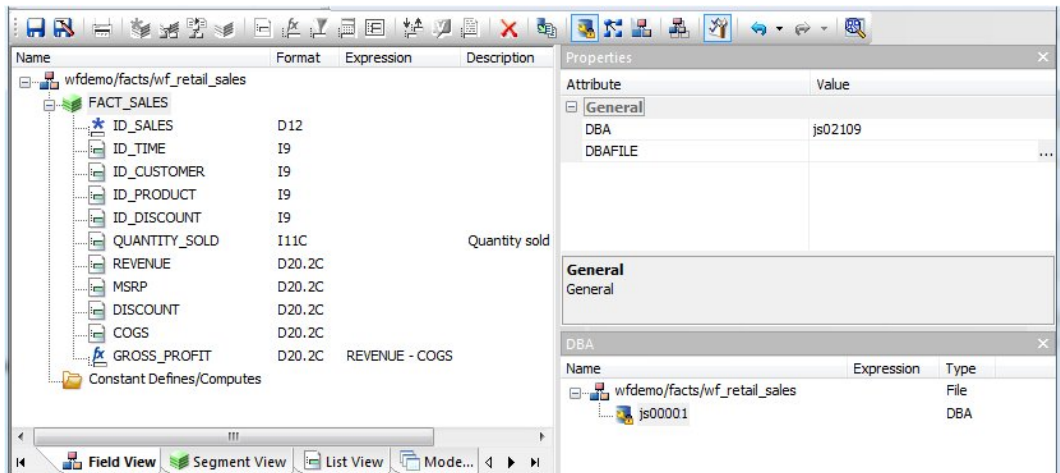 Name Format Expression Description
wfdemo/facts/wf_retail_sales
FACT_SALES
ID_SALES D12
ID_TIME I9
ID_CUSTOMER I9
ID_PRODUCT I9
ID_DISCOUNT I9
QUANTITY_SOLD I11C Quantity sold
REVENUE D20.2C
MSRP D20.2C
DISCOUNT D20.2C
COGS D20.2C
fx GROSS_PROFIT D20.2C REVENUE - COGS
Constant Defines/Computes
Field View Segment View List View Mode...
Properties
Attribute Value
General
DBA js02109
DBAFILE ...
General
General
DBA
Name Expression Type
wfdemo/facts/wf_retail_sales File
js00001 DBA